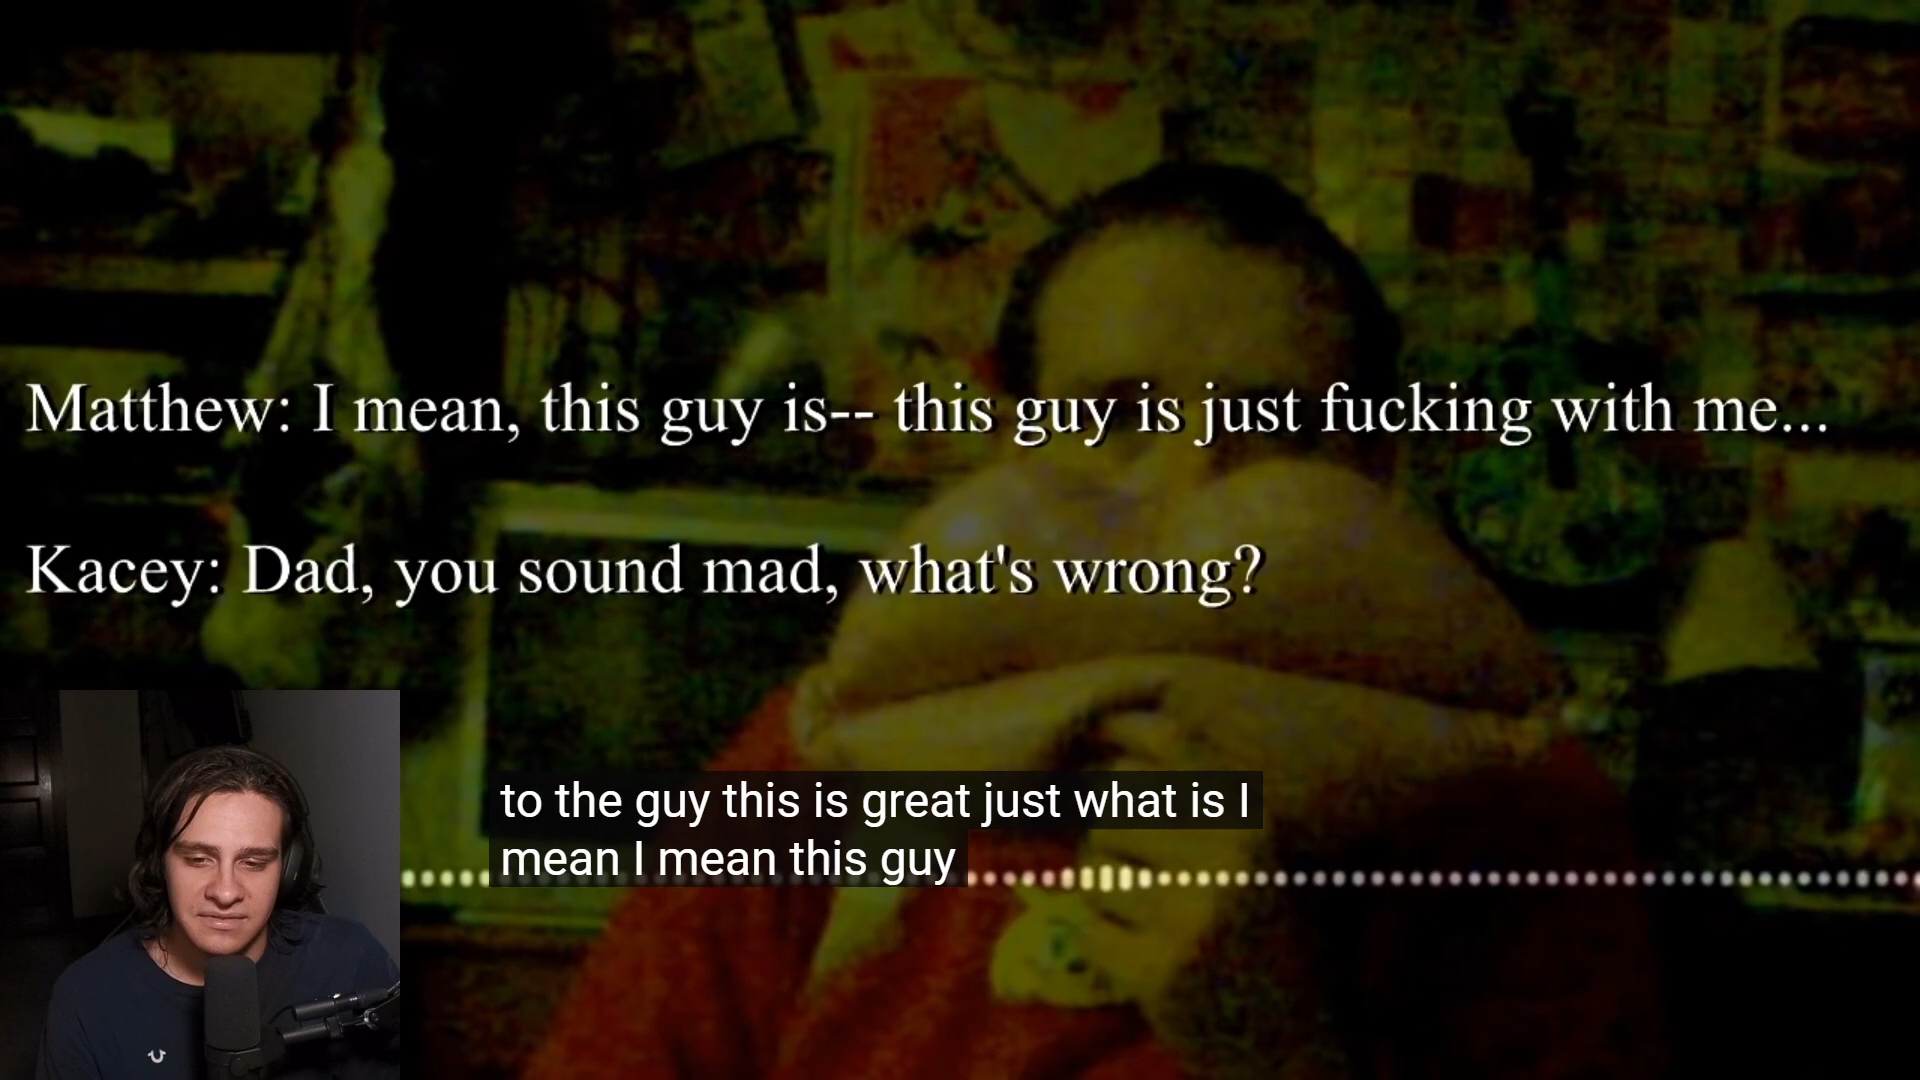 Matthew: I mean, this guy is-- this guy is just fucking with me...
Kacey: Dad, you sound mad, what's wrong?
to the guy this is great just what is I
mean I mean this guy